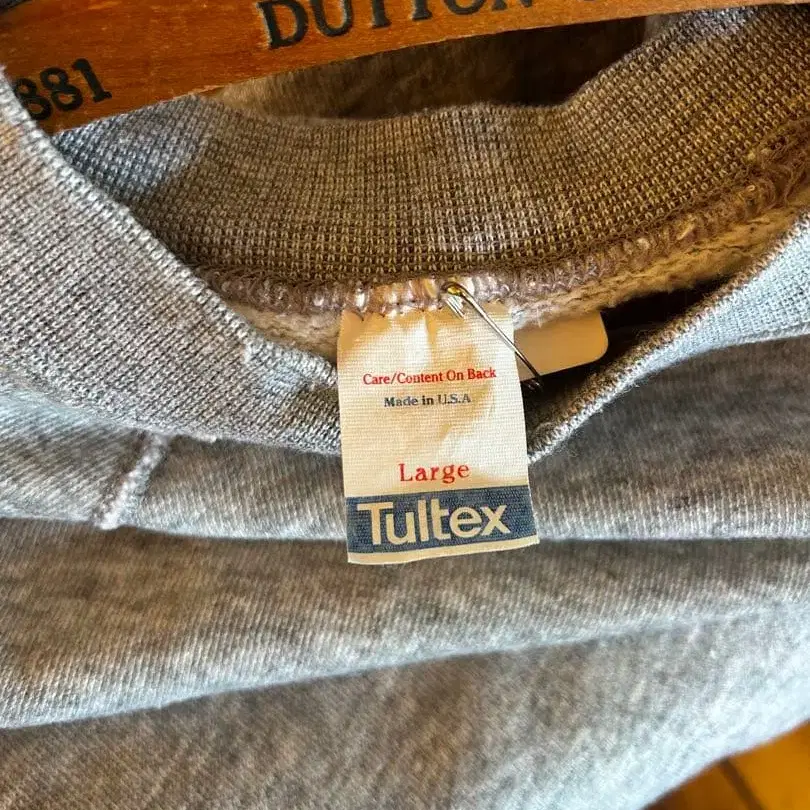 DUTTON
881
Care/Content On Back
Made in U.S.A
Large
Tultex